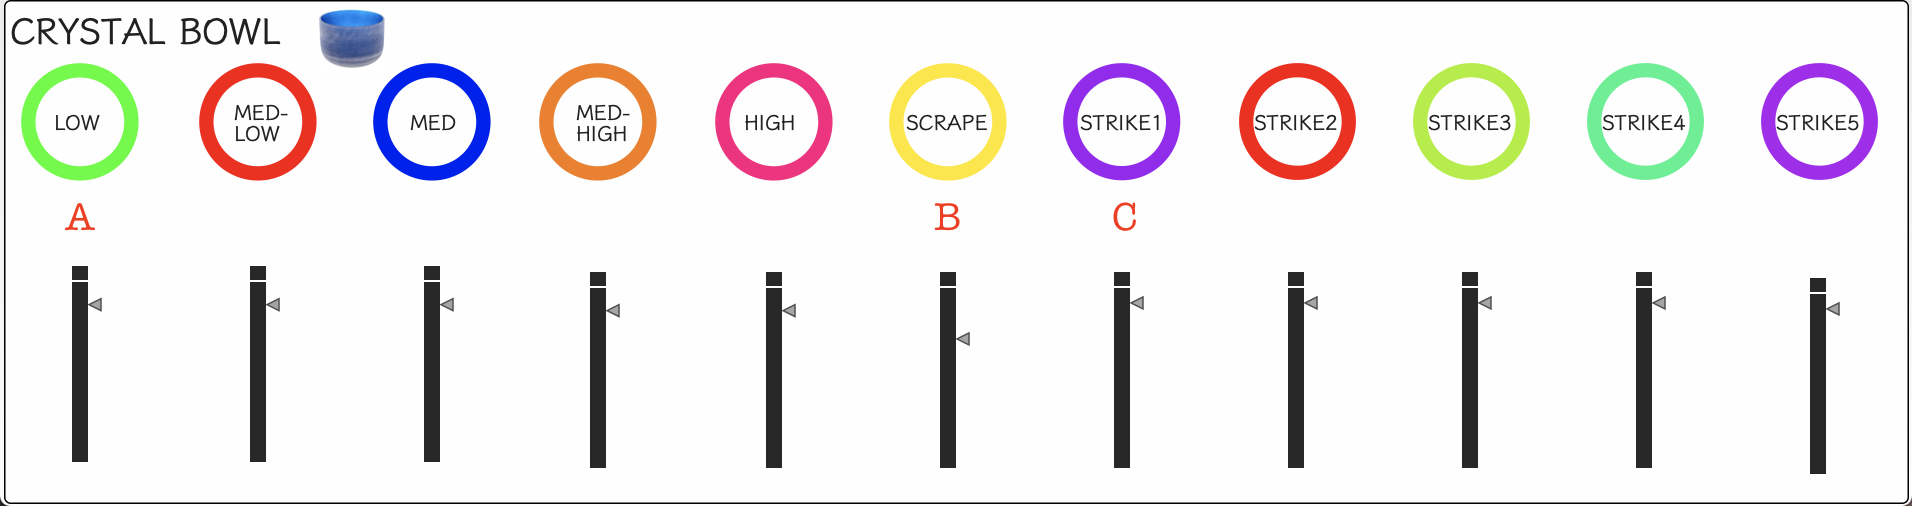 CRYSTAL BOWL
LOW
MED-
LOW
MED
MED-
HIGH
HIGH
SCRAPE
STRIKE1
STRIKE2
STRIKE3
STRIKE4
STRIKE5
A
B
C